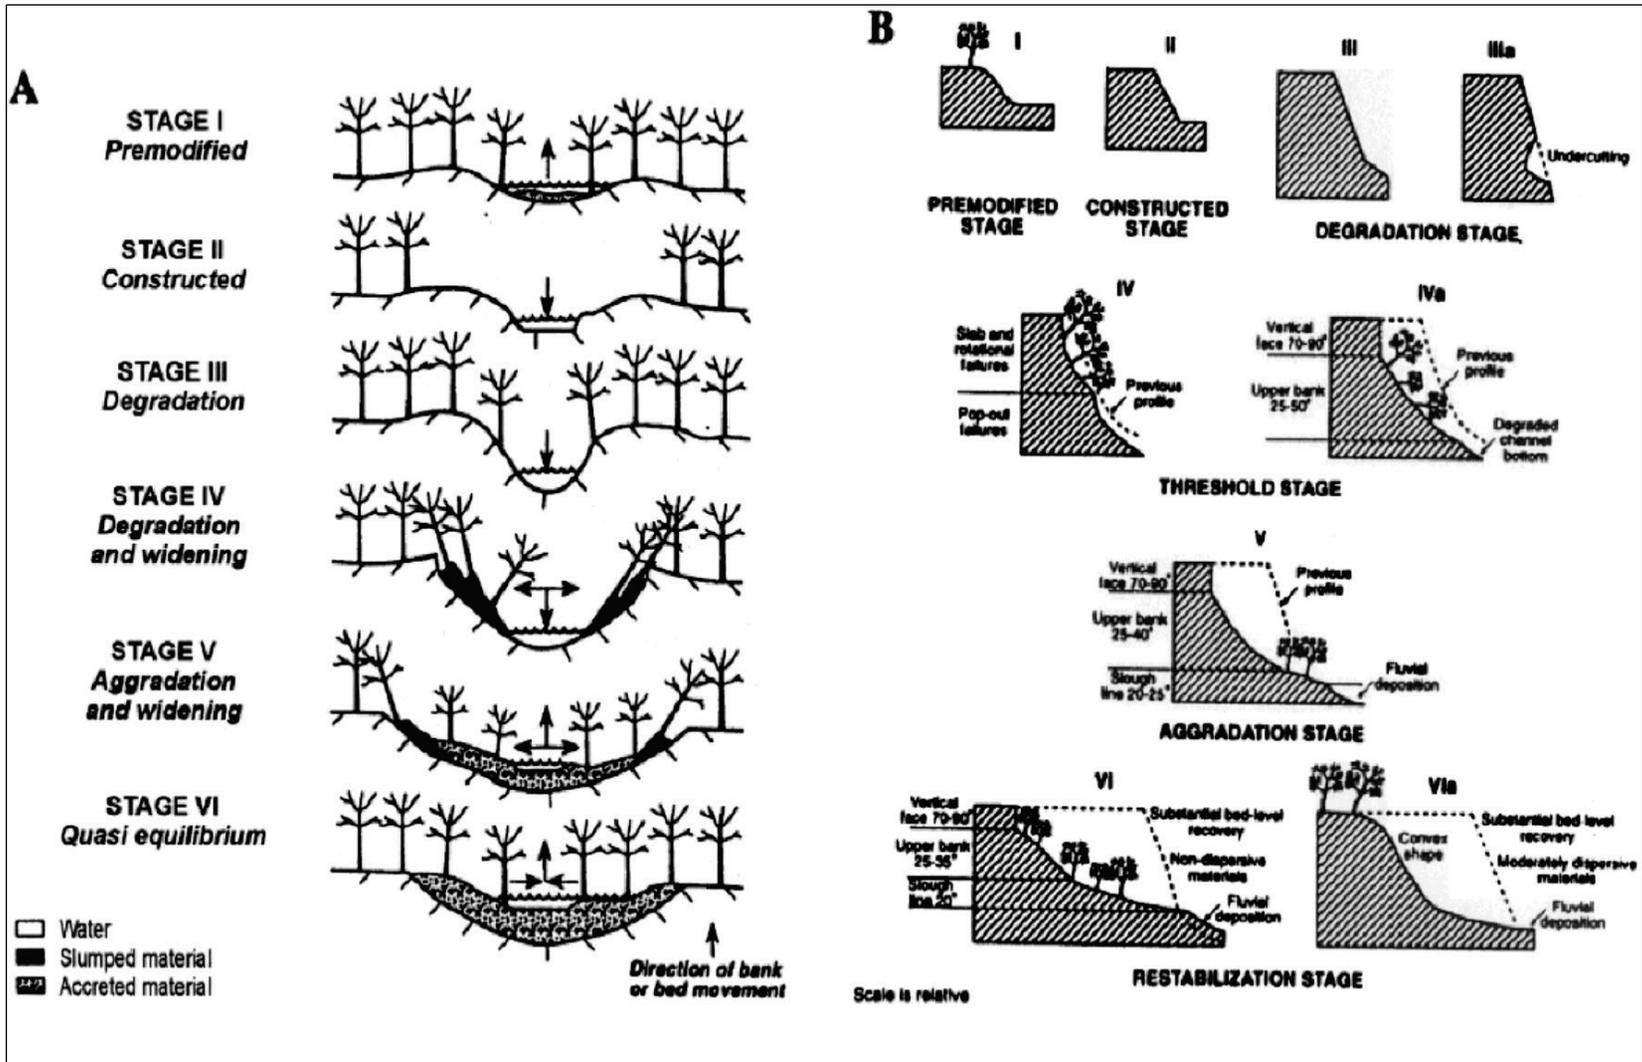 A
STAGE I
Premodified
STAGE II
Constructed
STAGE III
Degradation
STAGE IV
Degradation
and widening
STAGE V
Aggradation
and widening
STAGE VI
Quasi equilibrium
Water
Slumped material
Accreted material
Direction of bank
or bed movement
B
I
II
III
IIIa
Undercutting
PREMODIFIED
STAGE
CONSTRUCTED
STAGE
DEGRADATION STAGE
IV
Slab and
rotational
failures
Pop-out
failures
Previous
profile
IVa
Vertical
face 70-90°
Upper bank
25-50°
Previous
profile
Degraded
channel
bottom
THRESHOLD STAGE
V
Vertical
face 70-90°
Upper bank
25-40°
Slough
line 20-25°
Previous
profile
Fluvial
deposition
AGGRADATION STAGE
VI
Vertical
face 70-90°
Upper bank
25-35°
Slough
line 20°
Substantial bed-level
recovery
Non-dispersive
materials
Fluvial
deposition
VIa
Convex
shape
Substantial bed-level
recovery
Moderately dispersive
materials
Fluvial
deposition
RESTABILIZATION STAGE
Scale is relative